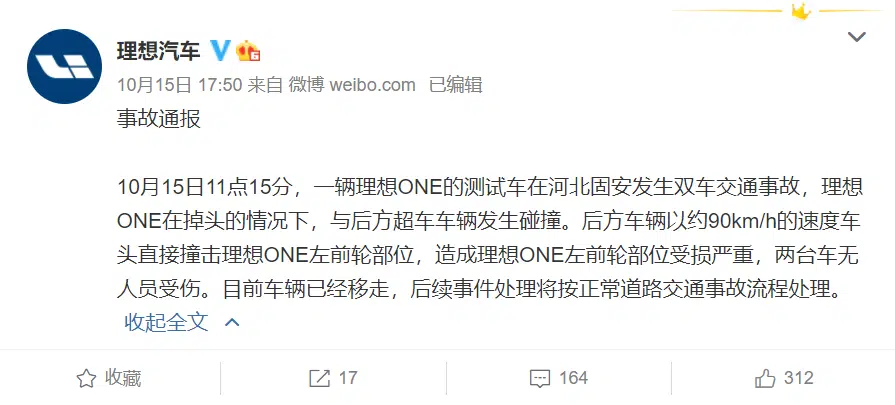 理想汽车
10月15日 17:50 来自 微博 weibo.com 已编辑
事故通报
10月15日11点15分，一辆理想ONE的测试车在河北固安发生双车交通事故，理想
ONE在掉头的情况下，与后方超车车辆发生碰撞。后方车辆以约90km/h的速度车
头直接撞击理想ONE左前轮部位，造成理想ONE左前轮部位受损严重，两台车无
人员受伤。目前车辆已经移走，后续事件处理将按正常道路交通事故流程处理。
收起全文
收藏 17 164 312